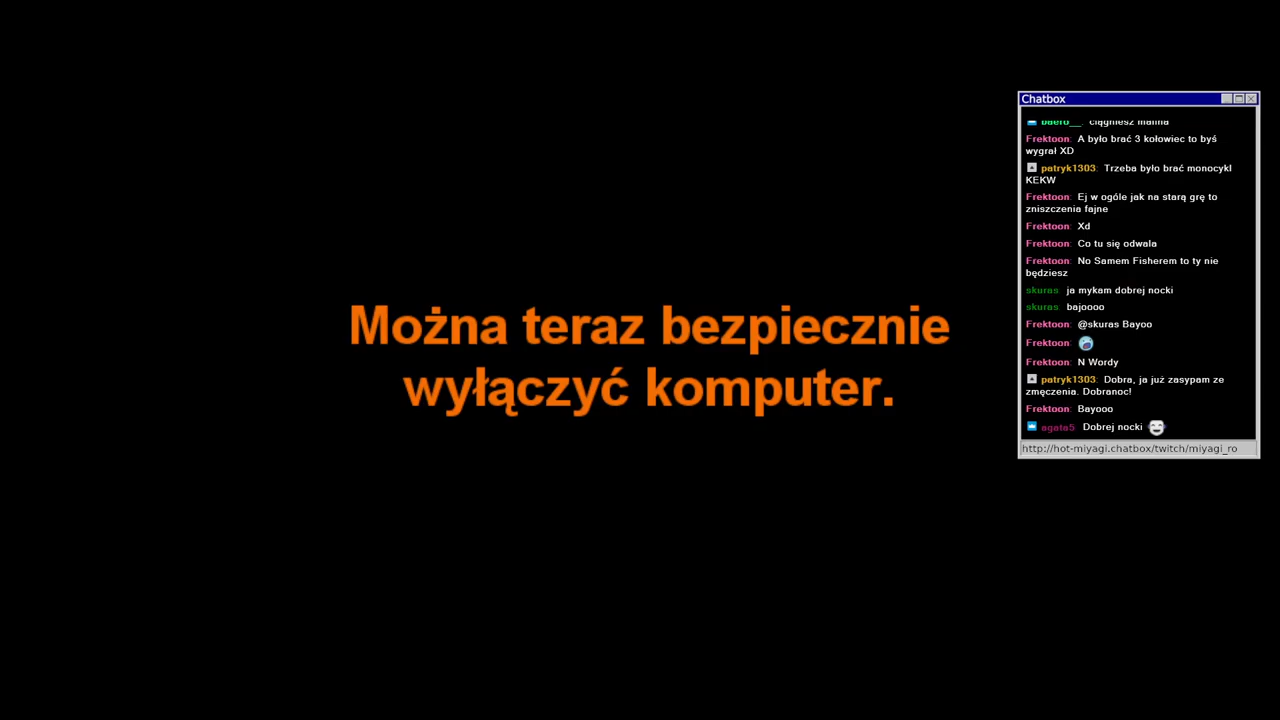 Można teraz bezpiecznie
wyłączyć komputer.
Chatbox
baero__: ciągniesz malina
Frektoon: A było brać 3 kołowiec to byś
wygrał XD
patryk1303: Trzeba było brać monocykl
KEKW
Frektoon: Ej w ogóle jak na starą grę to
zniszczenia fajne
Frektoon: Xd
Frektoon: Co tu się odwala
Frektoon: No Samem Fisherem to ty nie
będziesz
skuras: ja mykam dobrej nocki
skuras: bajoooo
Frektoon: @skuras Bayoo
Frektoon:
Frektoon: N Wordy
patryk1303: Dobra, ja już zasypam ze
zmęczenia. Dobranoc!
Frektoon: Bayooo
agata5: Dobrej nocki
http://hot-miyagi.chatbox/twitch/miyagi_ro